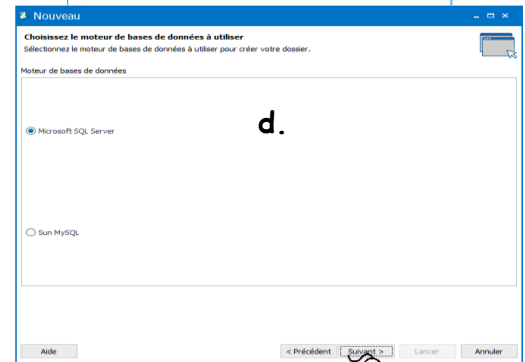 Nouveau
Choisissez le moteur de bases de données à utiliser
Sélectionnez le moteur de bases de données à utiliser pour créer votre dossier.
Moteur de bases de données
d.
Microsoft SQL Server
Sun MySQL
Aide
< Précédent
Suivant >
Lancer
Annuler